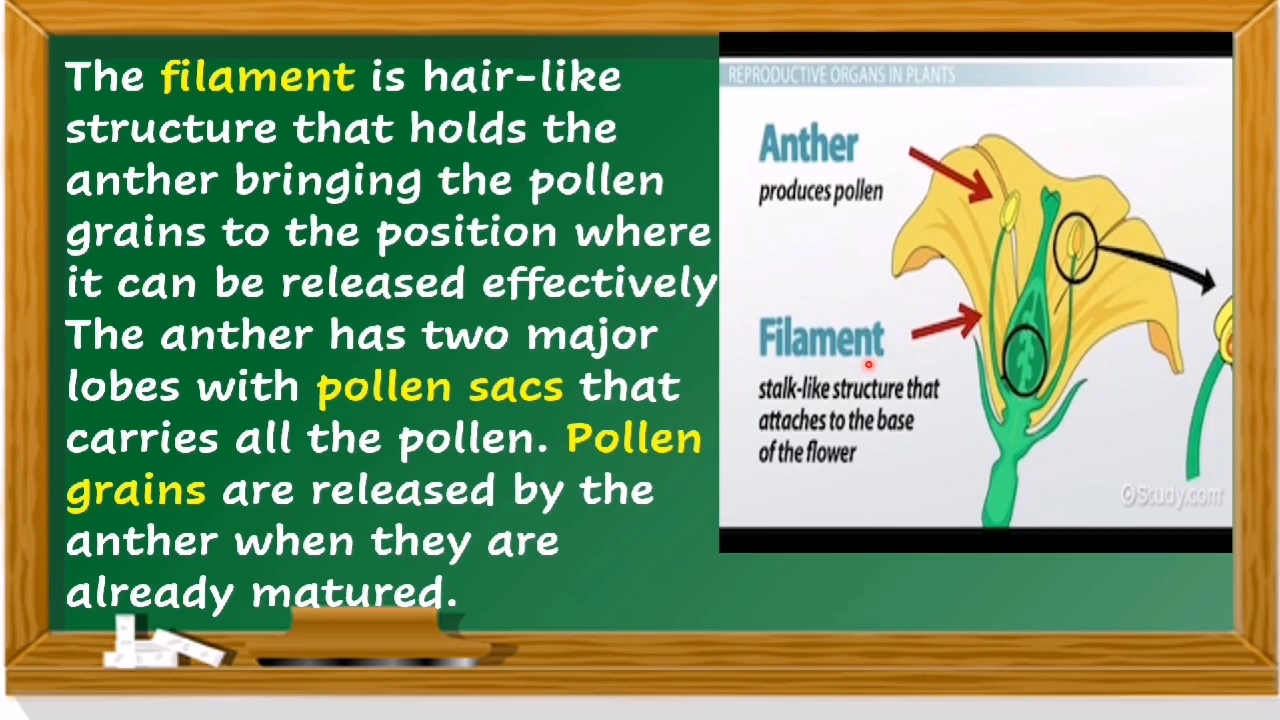 The filament is hair-like
structure that holds the
anther bringing the pollen
grains to the position where
it can be released effectively
The anther has two major
lobes with pollen sacs that
carries all the pollen. Pollen
grains are released by the
anther when they are
already matured.
REPRODUCTIVE ORGANS IN PLANTS
Anther
produces pollen
Filament
stalk-like structure that
attaches to the base
of the flower
Study.com